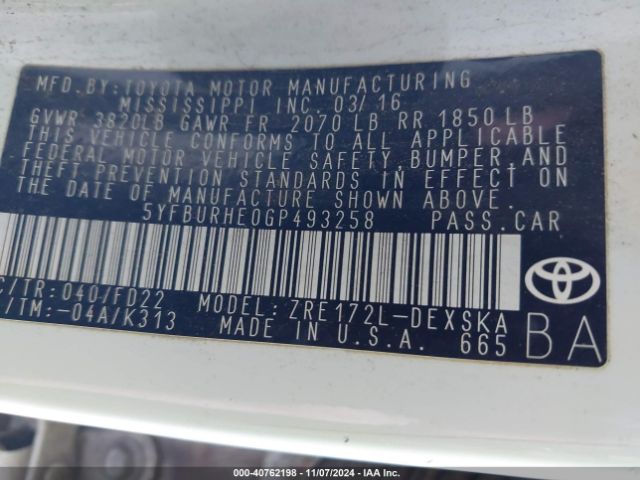 MFD.BY:TOYOTA MOTOR MANUFACTURING
MISSISSIPPI INC. 03/16
GVWR 3820LB GAWR FR 2070 LB RR 1850 LB
THIS VEHICLE CONFORMS TO ALL APPLICABLE
FEDERAL MOTOR VEHICLE SAFETY,BUMPER,AND
THEFT PREVENTION STANDARDS IN EFFECT ON
THE DATE OF MANUFACTURE SHOWN ABOVE.
5YFBURHE0GP493258 PASS.CAR
C/TR:040/FD22 MODEL:ZRE172L-DEXSKA
/TM:-04A/K313 MADE IN U.S.A. 665
BA
000-40762198 - 11/07/2024 - IAA Inc.